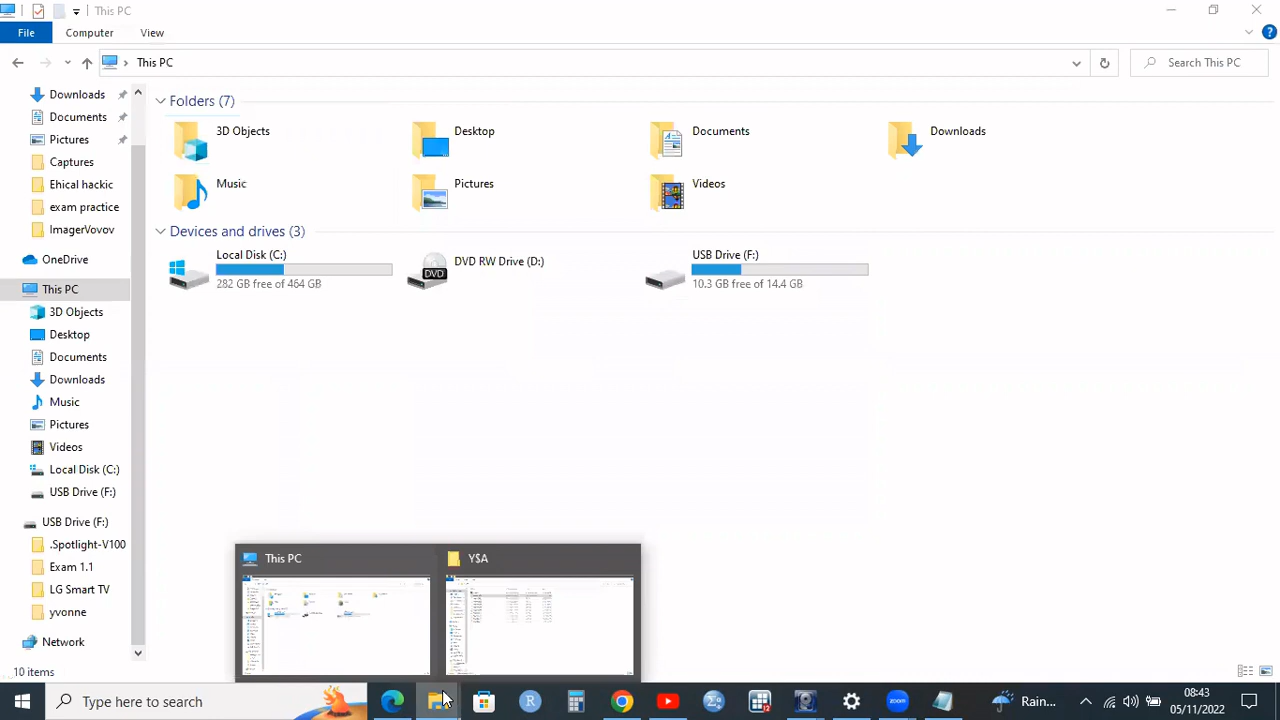 This PC
File Computer View
This PC Search This PC
Downloads
Documents
Pictures
Captures
Ehical hackic
exam practice
ImagerVovov
OneDrive
This PC
3D Objects
Desktop
Documents
Downloads
Music
Pictures
Videos
Local Disk (C:)
USB Drive (F:)
USB Drive (F:)
.Spotlight-V100
Exam 1.1
LG Smart TV
yvonne
Network
10 items
Folders (7)
3D Objects Desktop Documents Downloads
Music Pictures Videos
Devices and drives (3)
Local Disk (C:)
282 GB free of 464 GB
DVD
DVD RW Drive (D:)
USB Drive (F:)
10.3 GB free of 14.4 GB
This PC Y$A
Type here to search
R
zoom
Rain...
08:43
05/11/2022